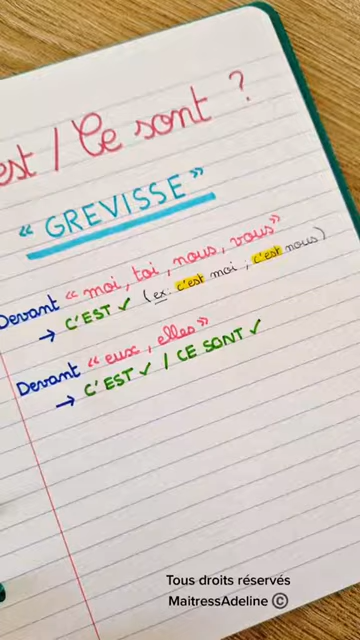 est / Ce sont ?
« GREVISSE »
Devant « moi, toi, nous, vous »
→ C'EST ✓ (ex : c'est moi, c'est nous)
Devant « eux, elles »
→ C'EST ✓ / CE SONT ✓
Tous droits réservés
MaitressAdeline ©